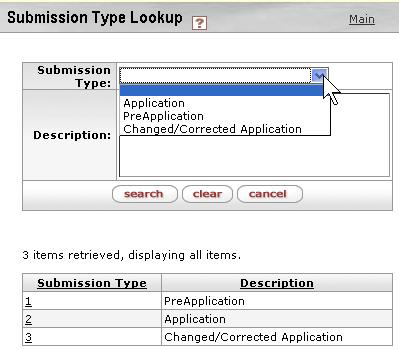 Submission Type Lookup ? Main
Submission
Type:
Application
PreApplication
Changed/Corrected Application
Description:
search clear cancel
3 items retrieved, displaying all items.
Submission Type Description
1 PreApplication
2 Application
3 Changed/Corrected Application